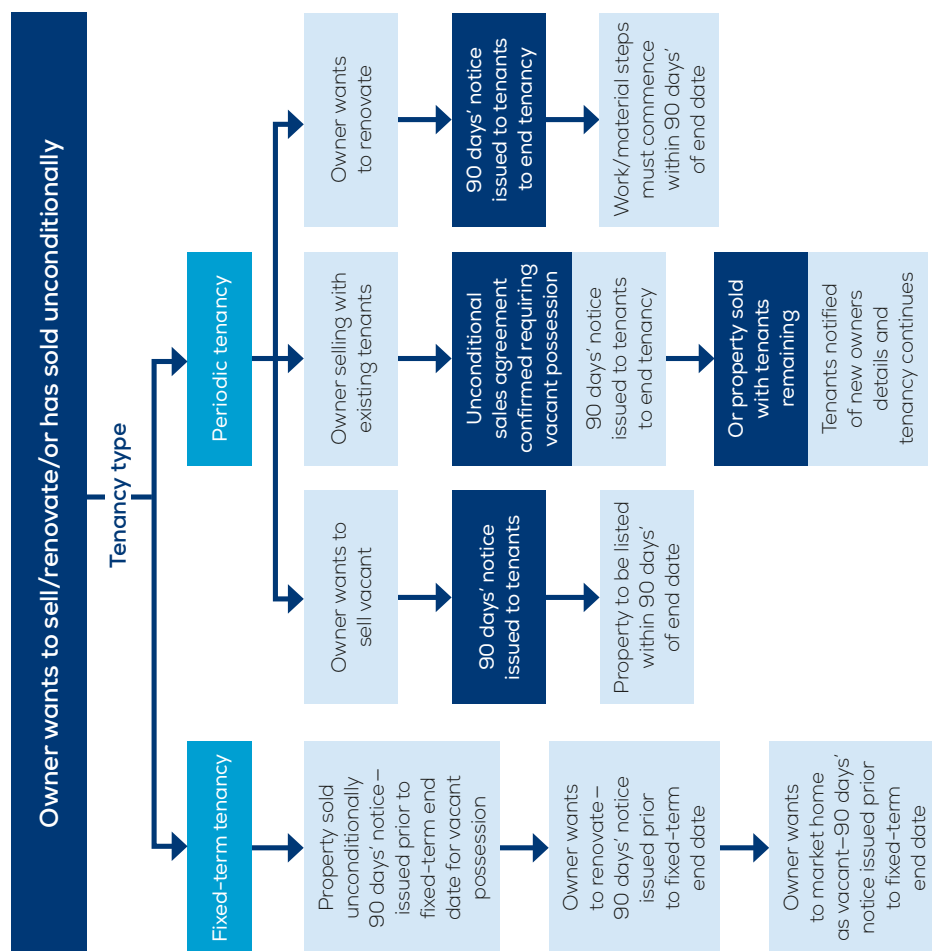 Owner wants to sell/renovate/or has sold unconditionally
Tenancy type
Fixed-term tenancy
Property sold
unconditionally
90 days’ notice–
issued prior to
fixed-term end
date for vacant
possession
Owner wants
to renovate–
90 days’ notice
issued prior
to fixed-term
end date
Owner wants
to market home
as vacant–90 days’
notice issued prior
to fixed-term
end date
Periodic tenancy
Owner wants to
sell vacant
90 days’ notice
issued to tenants
Property to be listed
within 90 days’
of end date
Owner selling with
existing tenants
Unconditional
sales agreement
confirmed requiring
vacant possession
90 days’ notice
issued to tenants
to end tenancy
Or property sold
with tenants
remaining
Tenants notified
of new owners
details and
tenancy continues
Owner wants
to renovate
90 days’ notice
issued to tenants
to end tenancy
Work/material steps
must commence
within 90 days’
of end date